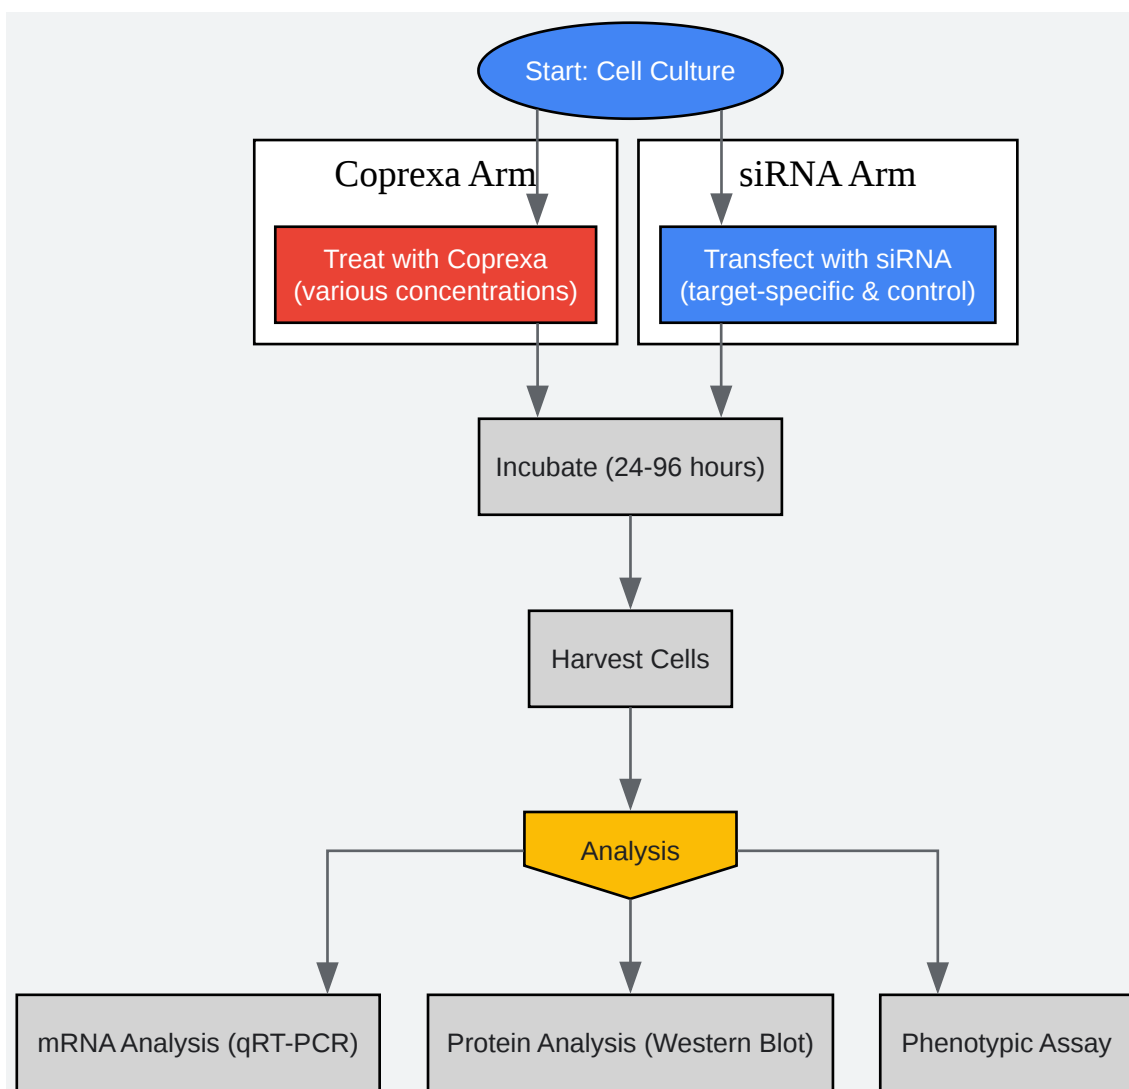 Start: Cell Culture
Coprexa Arm
siRNA Arm
Treat with Coprexa
(various concentrations)
Transfect with siRNA
(target-specific & control)
Incubate (24-96 hours)
Harvest Cells
Analysis
mRNA Analysis (qRT-PCR)
Protein Analysis (Western Blot)
Phenotypic Assay